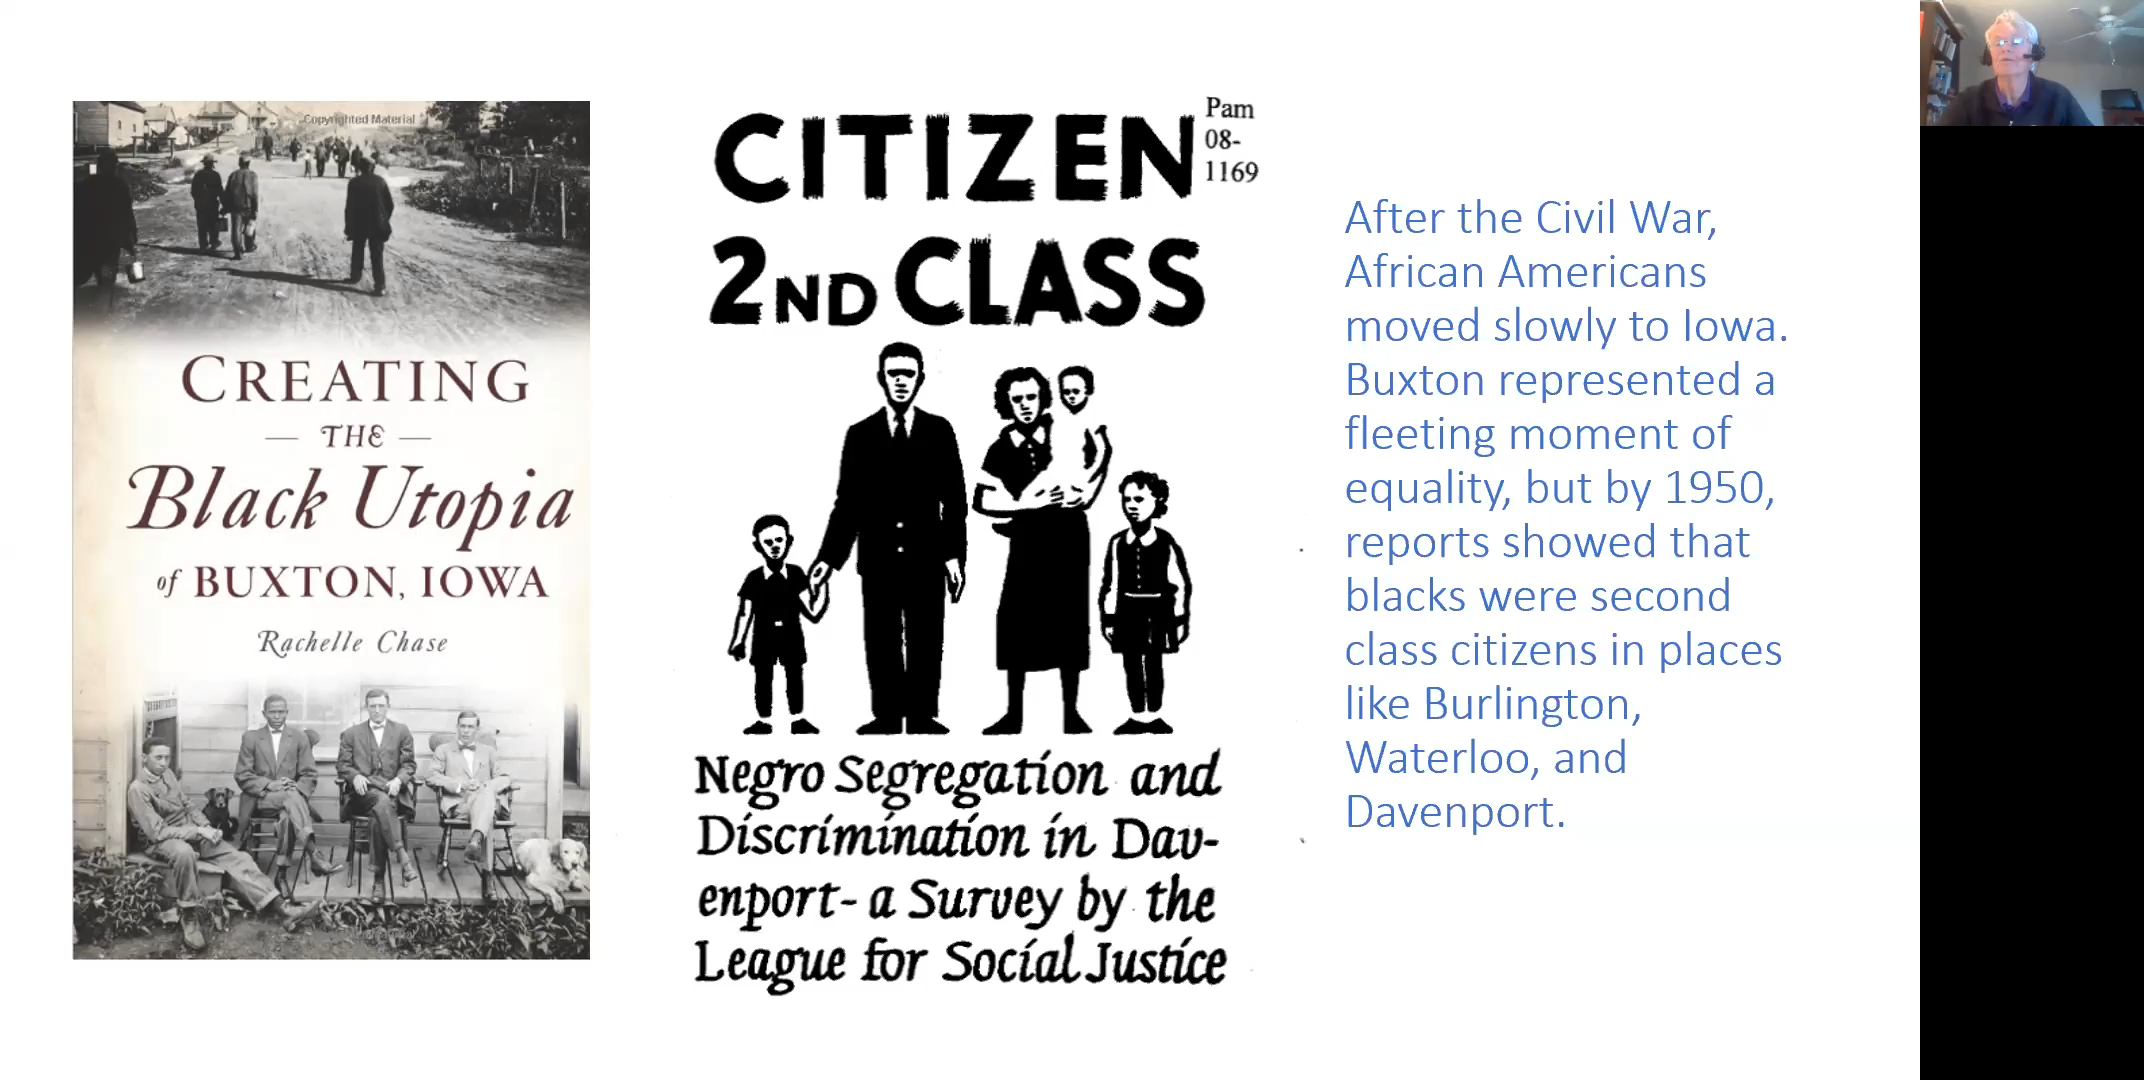 Copyrighted Material
CREATING
— THE —
Black Utopia
of BUXTON, IOWA
Rachelle Chase
CITIZEN
2ND CLASS
Pam
08-
1169
Negro Segregation and
Discrimination in Dav-
enport- a Survey by the
League for Social Justice
After the Civil War,
African Americans
moved slowly to Iowa.
Buxton represented a
fleeting moment of
equality, but by 1950,
reports showed that
blacks were second
class citizens in places
like Burlington,
Waterloo, and
Davenport.